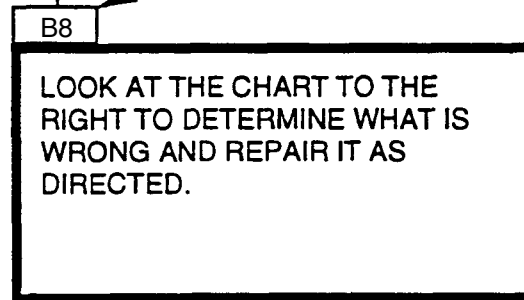 B8
LOOK AT THE CHART TO THE
RIGHT TO DETERMINE WHAT IS
WRONG AND REPAIR IT AS
DIRECTED.